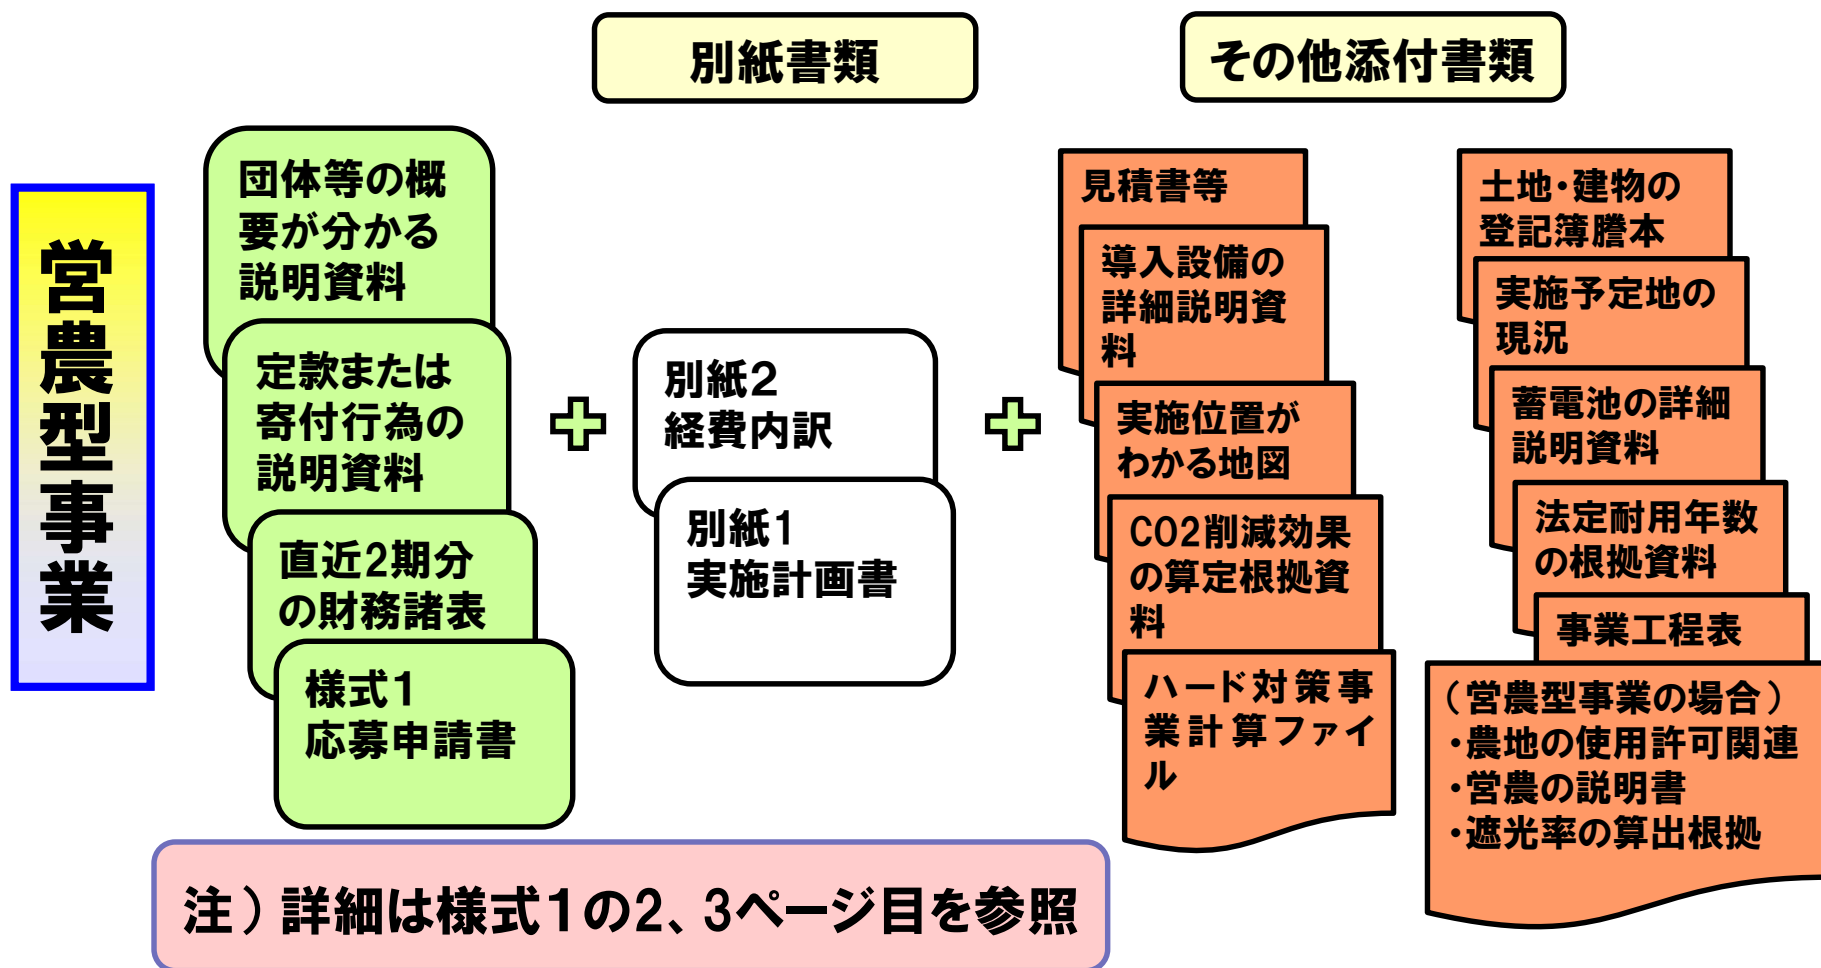 別紙書類
その他添付書類
営農型事業
団体等の概
要が分かる
説明資料
定款または
寄付行為の
説明資料
直近2期分
の財務諸表
様式1
応募申請書
別紙2
経費内訳
別紙1
実施計画書
見積書等
導入設備の
詳細説明資
料
実施位置が
わかる地図
CO2削減効果
の算定根拠資
料
ハード対策事
業計算ファイ
ル
土地・建物の
登記簿謄本
実施予定地の
現況
蓄電池の詳細
説明資料
法定耐用年数
の根拠資料
事業工程表
（営農型事業の場合）
・農地の使用許可関連
・営農の説明書
・遮光率の算出根拠
注）詳細は様式1の2、3ページ目を参照